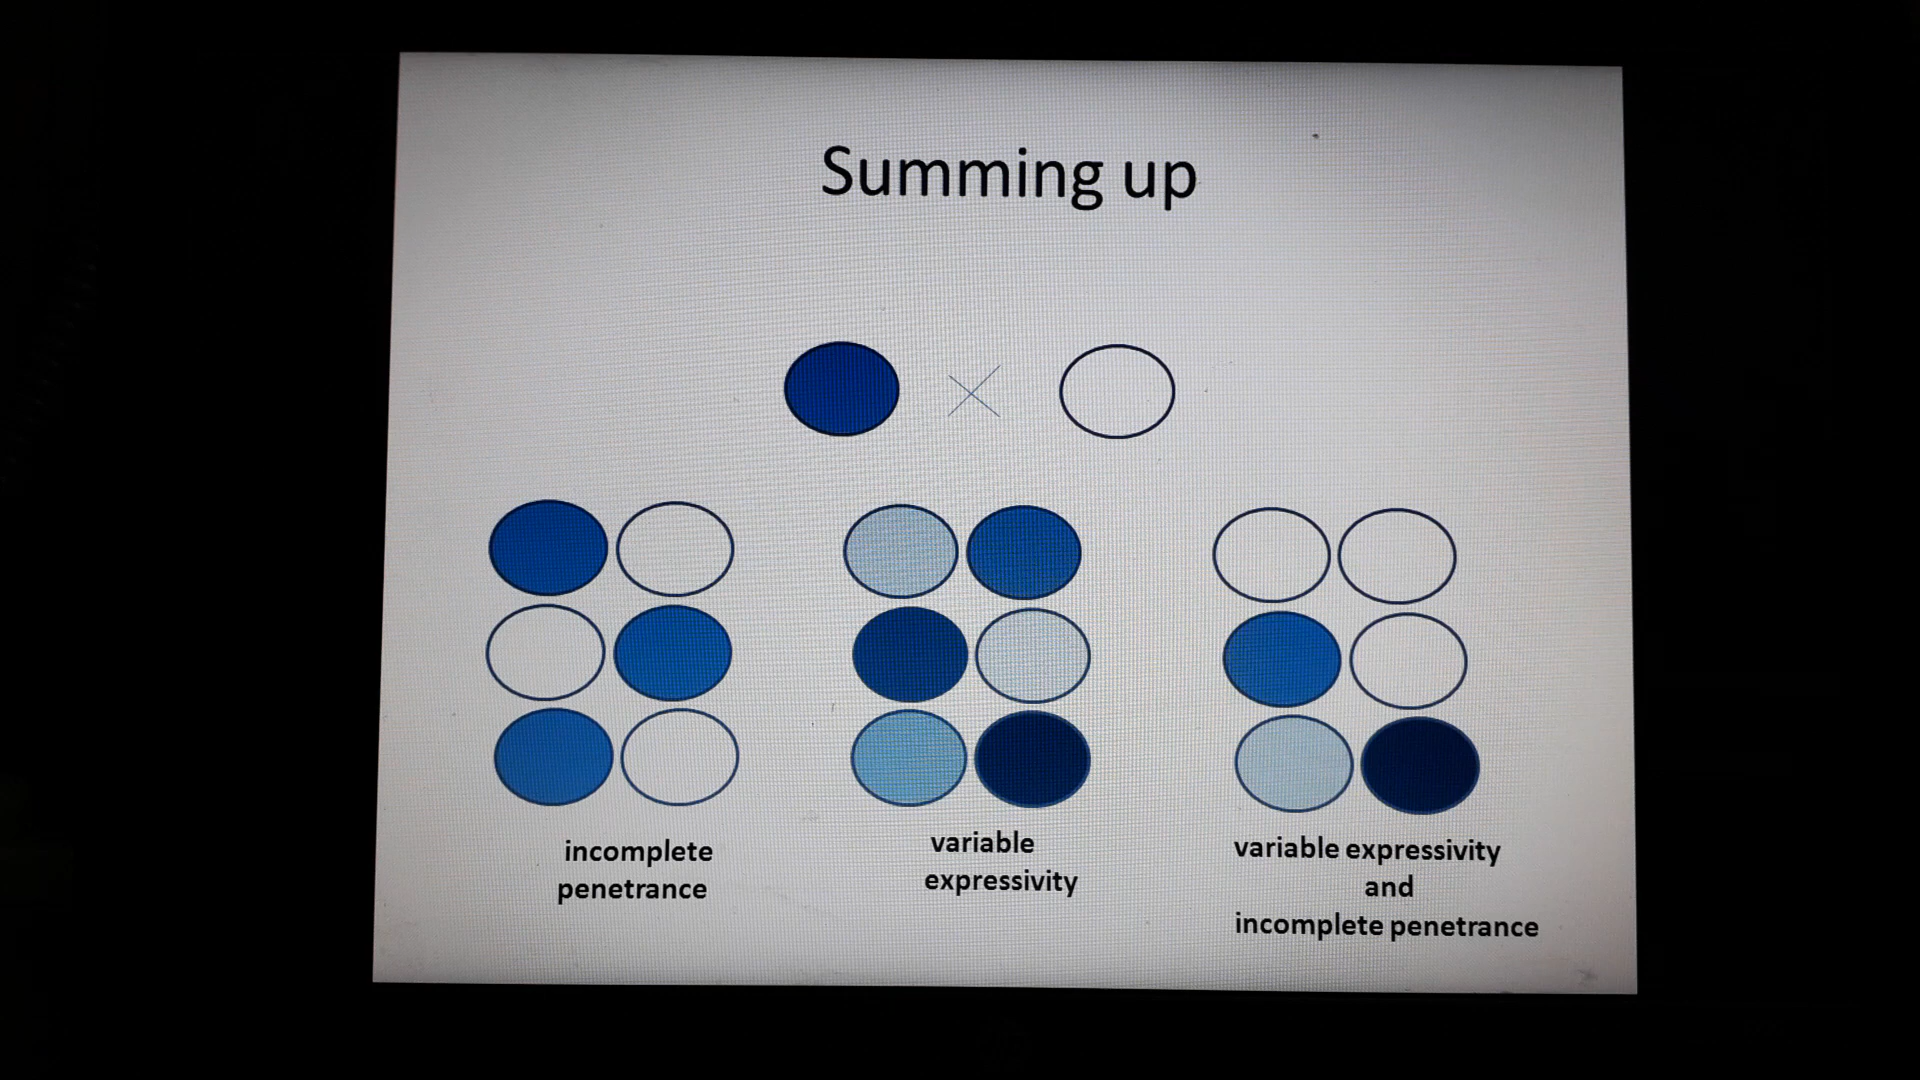 Summing up
incomplete
penetrance
variable
expressivity
variable expressivity
and
incomplete penetrance